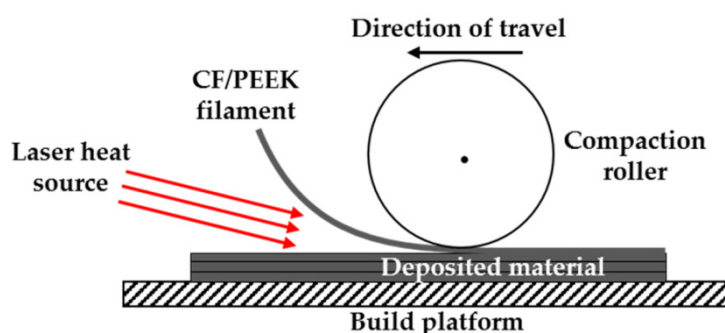 Direction of travel
CF/PEEK
filament
Laser heat
source
Compaction
roller
Deposited material
Build platform